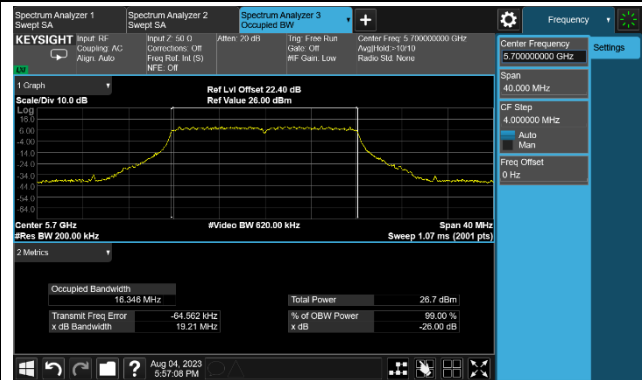 Spectrum Analyzer 1
Swept SA
Spectrum Analyzer 2
Swept SA
Spectrum Analyzer 3
Occupied BW
Frequency
KEYSIGHT
Input: RF
Coupling: AC
Align: Auto
Input Z: 50 Ω
Corrections: Off
Freq Ref: Int (S)
NFE: Off
Atten: 20 dB
Trig: Free Run
Gate: Off
#IF Gain: Low
Center Freq: 5.700000000 GHz
Avg|Hold:>10/10
Radio Std: None
LXI
Center Frequency
5.700000000 GHz
Settings
Span
40.000 MHz
CF Step
4.000000 MHz
Auto
Man
Freq Offset
0 Hz
1 Graph
Scale/Div 10.0 dB
Ref Lvl Offset 22.40 dB
Ref Value 26.00 dBm
Log
16.0
6.00
-4.00
-14.0
-24.0
-34.0
-44.0
-54.0
-64.0
Center 5.7 GHz
#Res BW 200.00 kHz
#Video BW 620.00 kHz
Span 40 MHz
Sweep 1.07 ms (2001 pts)
2 Metrics
Occupied Bandwidth
16.346 MHz
Transmit Freq Error -64.562 kHz
x dB Bandwidth 19.21 MHz
Total Power 26.7 dBm
% of OBW Power 99.00 %
x dB -26.00 dB
Aug 04, 2023
5:57:08 PM